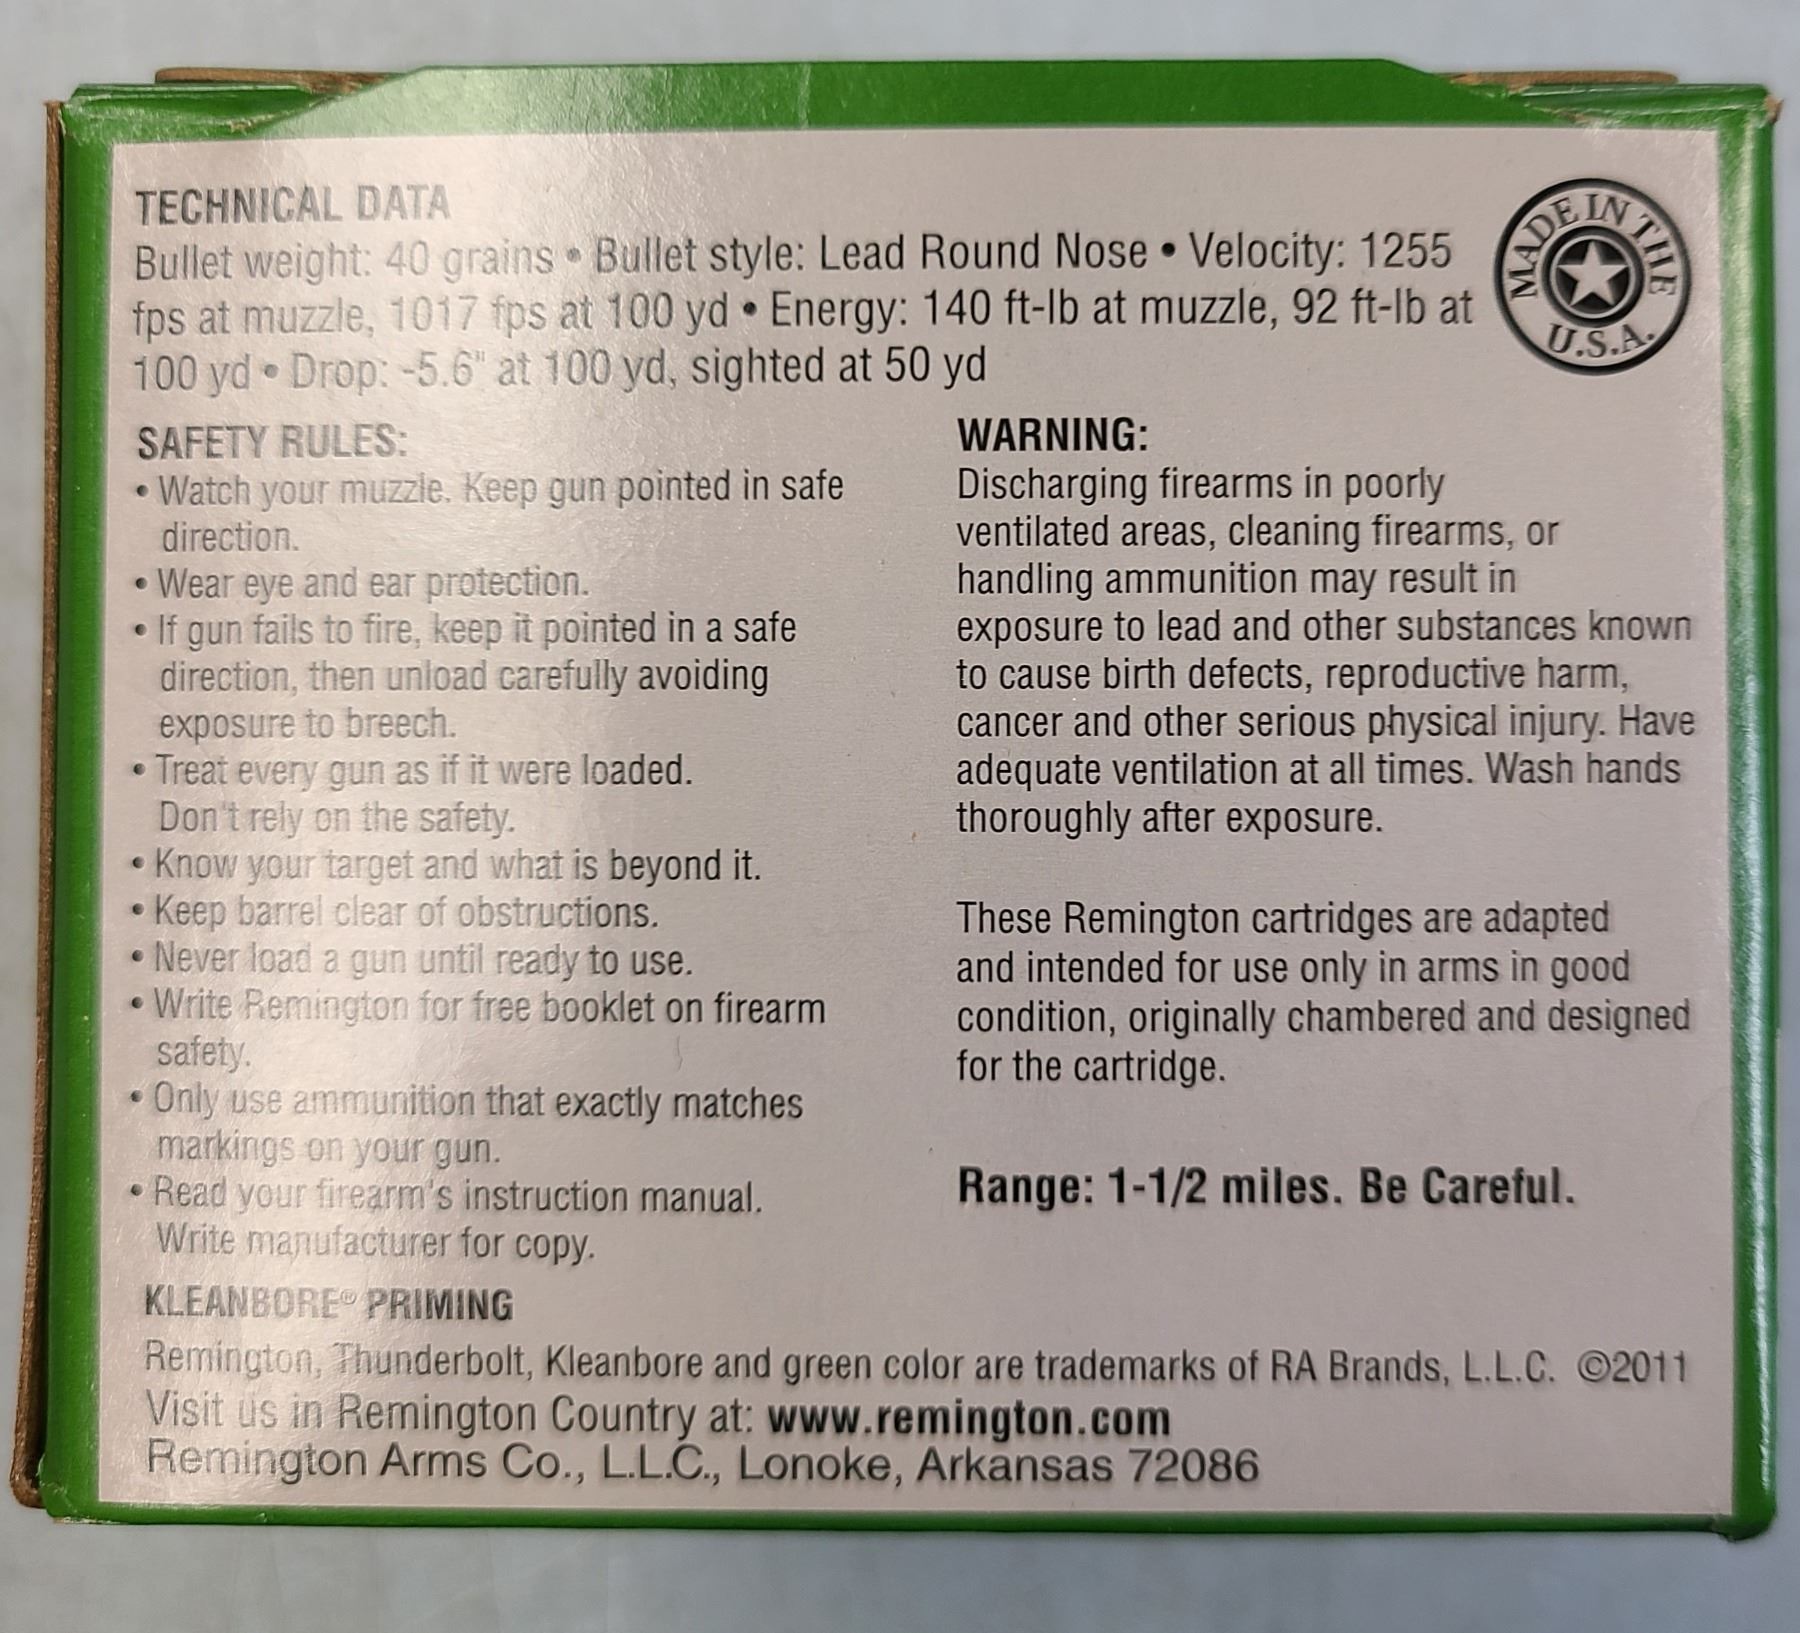 TECHNICAL DATA
Bullet weight: 40 grains • Bullet style: Lead Round Nose • Velocity: 1255
fps at muzzle, 1017 fps at 100 yd • Energy: 140 ft-lb at muzzle, 92 ft-lb at
100 yd • Drop: -5.6" at 100 yd, sighted at 50 yd
MADE IN THE
U.S.A.
SAFETY RULES:
• Watch your muzzle. Keep gun pointed in safe
direction.
• Wear eye and ear protection.
• If gun fails to fire, keep it pointed in a safe
direction, then unload carefully avoiding
exposure to breech.
• Treat every gun as if it were loaded.
Don't rely on the safety.
• Know your target and what is beyond it.
• Keep barrel clear of obstructions.
• Never load a gun until ready to use.
• Write Remington for free booklet on firearm
safety.
• Only use ammunition that exactly matches
markings on your gun.
• Read your firearm's instruction manual.
Write manufacturer for copy.
WARNING:
Discharging firearms in poorly
ventilated areas, cleaning firearms, or
handling ammunition may result in
exposure to lead and other substances known
to cause birth defects, reproductive harm,
cancer and other serious physical injury. Have
adequate ventilation at all times. Wash hands
thoroughly after exposure.
These Remington cartridges are adapted
and intended for use only in arms in good
condition, originally chambered and designed
for the cartridge.
Range: 1-1/2 miles. Be Careful.
KLEANBORE® PRIMING
Remington, Thunderbolt, Kleanbore and green color are trademarks of RA Brands, L.L.C. ©2011
Visit us in Remington Country at: www.remington.com
Remington Arms Co., L.L.C., Lonoke, Arkansas 72086